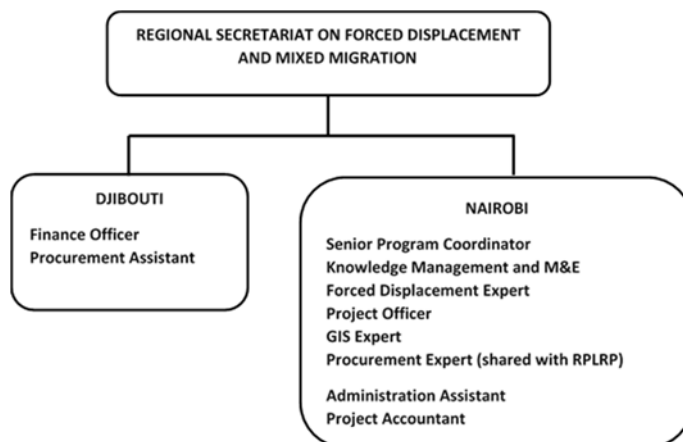 REGIONAL SECRETARIAT ON FORCED DISPLACEMENT
AND MIXED MIGRATION
DJIBOUTI
Finance Officer
Procurement Assistant
NAIROBI
Senior Program Coordinator
Knowledge Management and M&E
Forced Displacement Expert
Project Officer
GIS Expert
Procurement Expert (shared with RPLRP)
Administration Assistant
Project Accountant